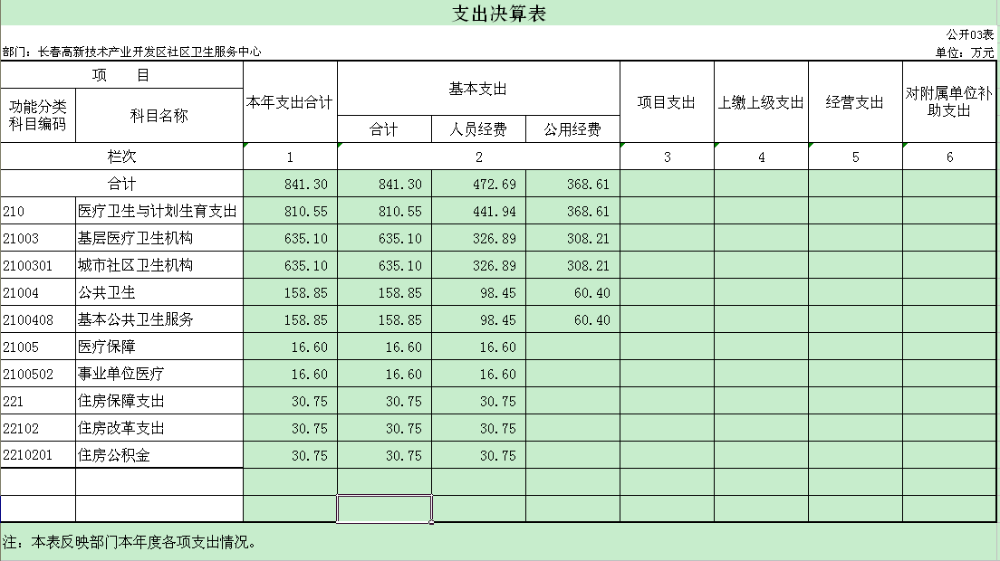 支出决算表
公开03表
部门：长春高新技术产业开发区社区卫生服务中心 单位：万元
项 目 本年支出合计 基本支出 项目支出 上缴上级支出 经营支出 对附属单位补助支出
功能分类科目编码 科目名称 合计 人员经费 公用经费
栏次 1 2 3 4 5 6
合计 841.30 841.30 472.69 368.61
210 医疗卫生与计划生育支出 810.55 810.55 441.94 368.61
21003 基层医疗卫生机构 635.10 635.10 326.89 308.21
2100301 城市社区卫生机构 635.10 635.10 326.89 308.21
21004 公共卫生 158.85 158.85 98.45 60.40
2100408 基本公共卫生服务 158.85 158.85 98.45 60.40
21005 医疗保障 16.60 16.60 16.60
2100502 事业单位医疗 16.60 16.60 16.60
221 住房保障支出 30.75 30.75 30.75
22102 住房改革支出 30.75 30.75 30.75
2210201 住房公积金 30.75 30.75 30.75
注：本表反映部门本年度各项支出情况。